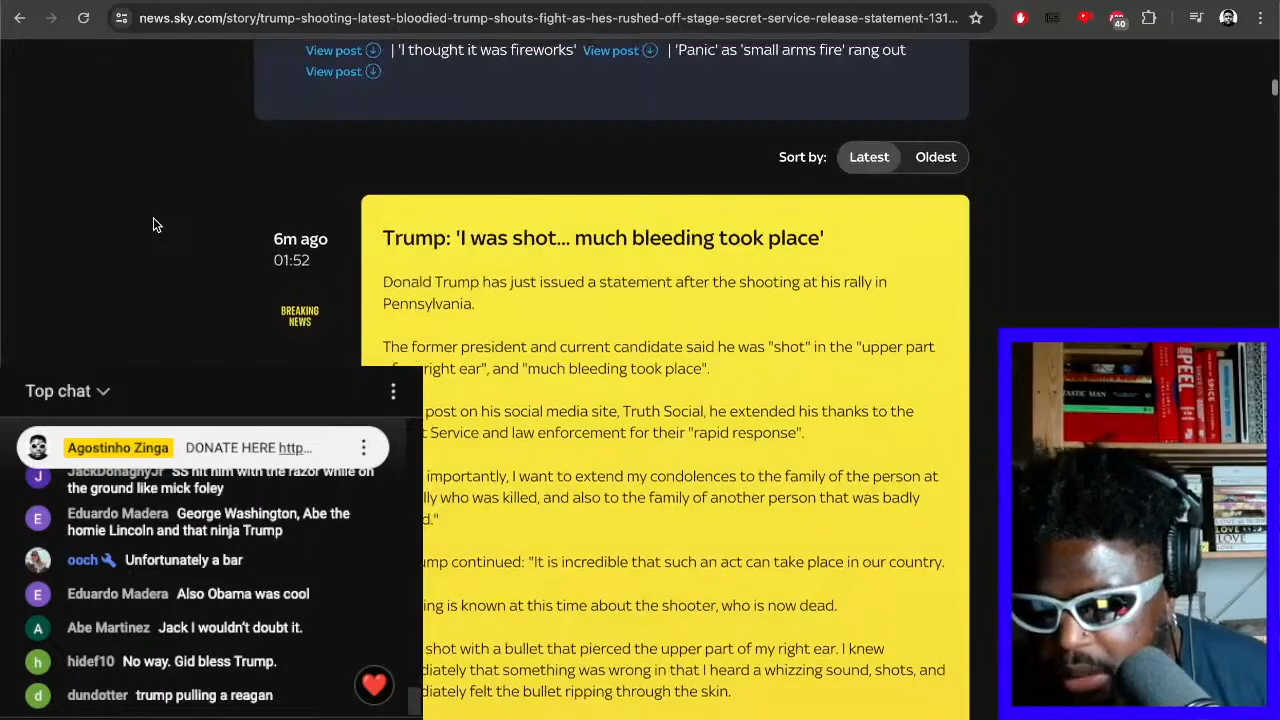 news.sky.com/story/trump-shooting-latest-bloodied-trump-shouts-fight-as-hes-rushed-off-stage-secret-service-release-statement-131...
40
View post | 'I thought it was fireworks' View post | 'Panic' as 'small arms fire' rang out
View post
Sort by: Latest Oldest
6m ago
01:52
BREAKING
NEWS
Trump: 'I was shot... much bleeding took place'
Donald Trump has just issued a statement after the shooting at his rally in
Pennsylvania.
The former president and current candidate said he was "shot" in the "upper part
right ear", and "much bleeding took place".
post on his social media site, Truth Social, he extended his thanks to the
Service and law enforcement for their "rapid response".
importantly, I want to extend my condolences to the family of the person at
who was killed, and also to the family of another person that was badly
continued: "It is incredible that such an act can take place in our country.
is known at this time about the shooter, who is now dead.
shot with a bullet that pierced the upper part of my right ear. I knew
that something was wrong in that I heard a whizzing sound, shots, and
felt the bullet ripping through the skin.
Top chat
Agostinho Zinga DONATE HERE http...
JackDonaghyJr SS hit him with the razor while on
the ground like mick foley
Eduardo Madera George Washington, Abe the
homie Lincoln and that ninja Trump
ooch Unfortunately a bar
Eduardo Madera Also Obama was cool
Abe Martinez Jack I wouldn't doubt it.
hidef10 No way. Gid bless Trump.
dundotter trump pulling a reagan
PEEL
SPICE
LOVE